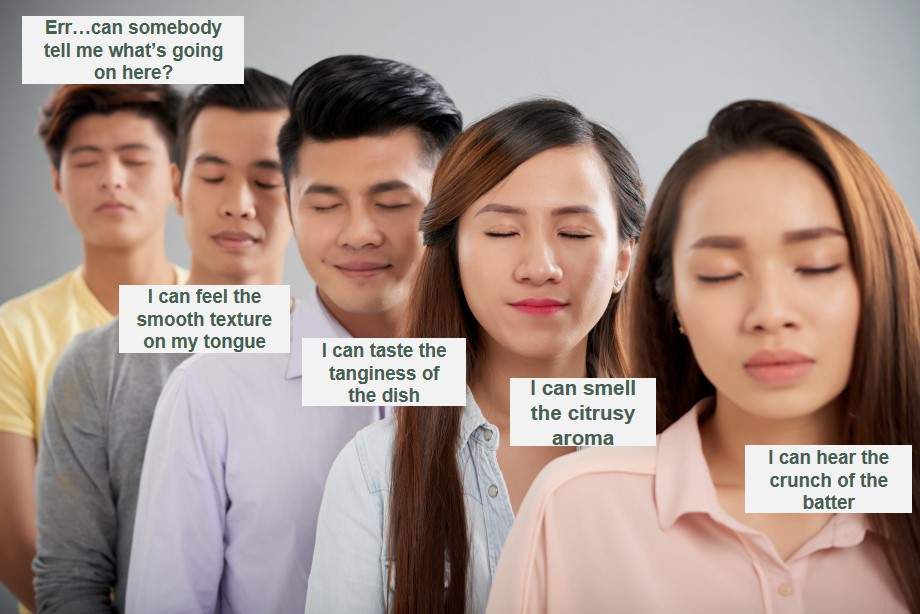 Err…can somebody
tell me what’s going
on here?
I can feel the
smooth texture
on my tongue
I can taste the
tanginess of
the dish
I can smell
the citrusy
aroma
I can hear the
crunch of the
batter